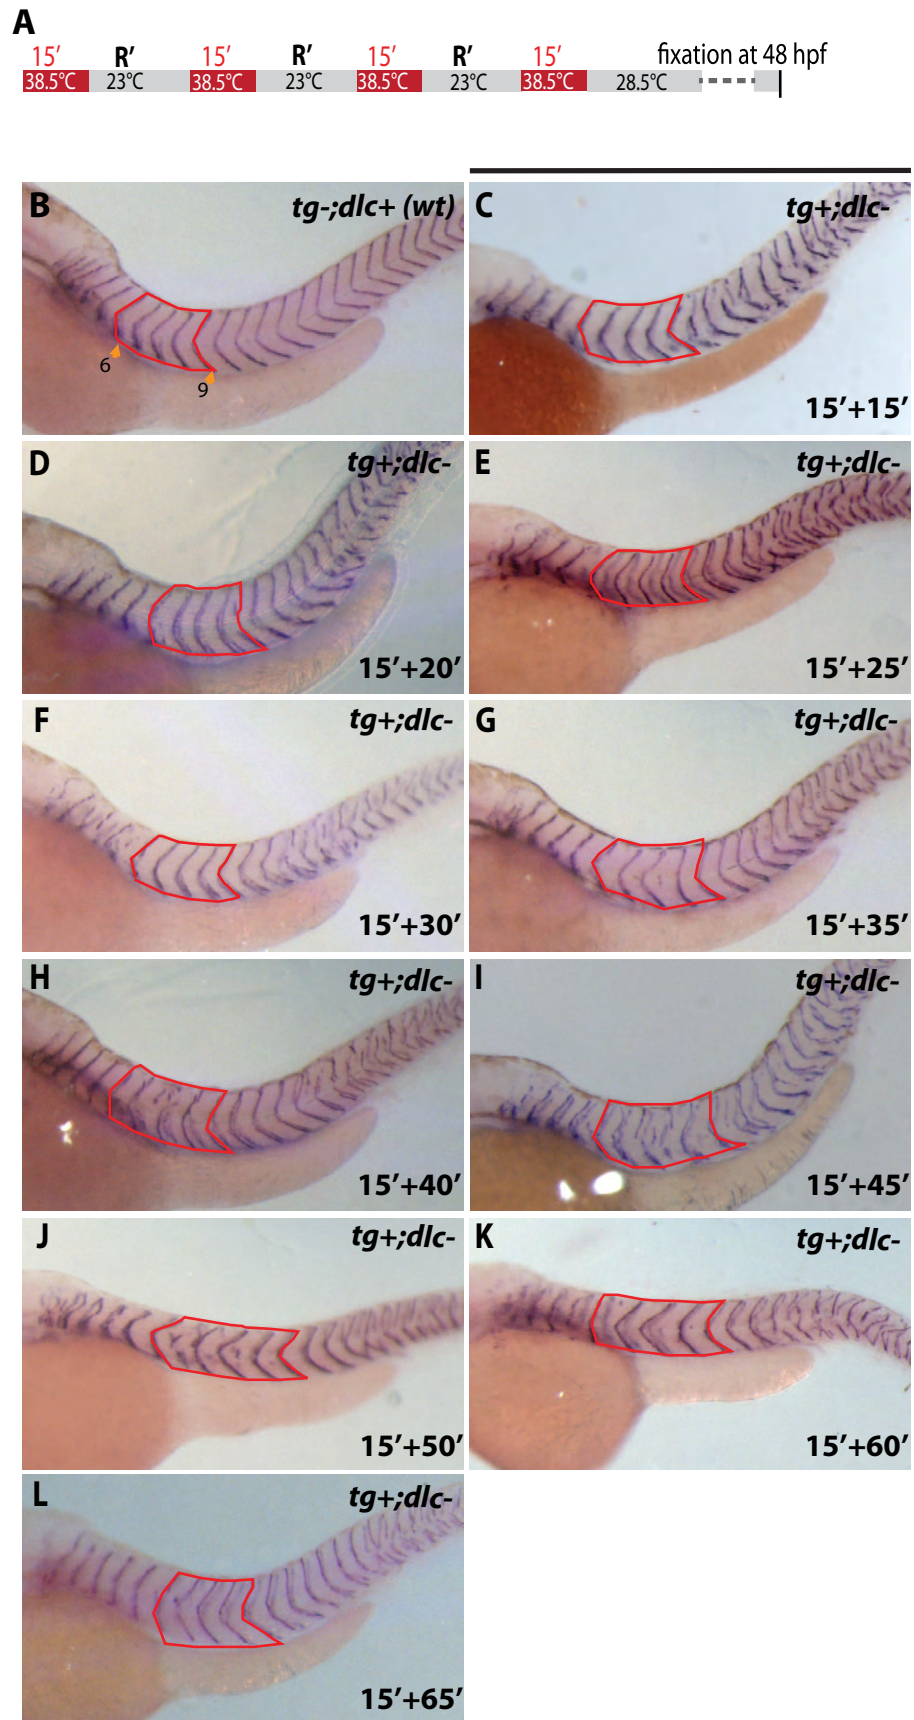 A
15’ R’ 15’ R’ 15’ R’ 15’ fixation at 48 hpf
38.5°C 23°C 38.5°C 23°C 38.5°C 23°C 38.5°C 28.5°C
B tg-;dlc+ (wt)
6
9
C tg+;dlc-
15’+15’
D tg+;dlc-
15’+20’
E tg+;dlc-
15’+25’
F tg+;dlc-
15’+30’
G tg+;dlc-
15’+35’
H tg+;dlc-
15’+40’
I tg+;dlc-
15’+45’
J tg+;dlc-
15’+50’
K tg+;dlc-
15’+60’
L tg+;dlc-
15’+65’